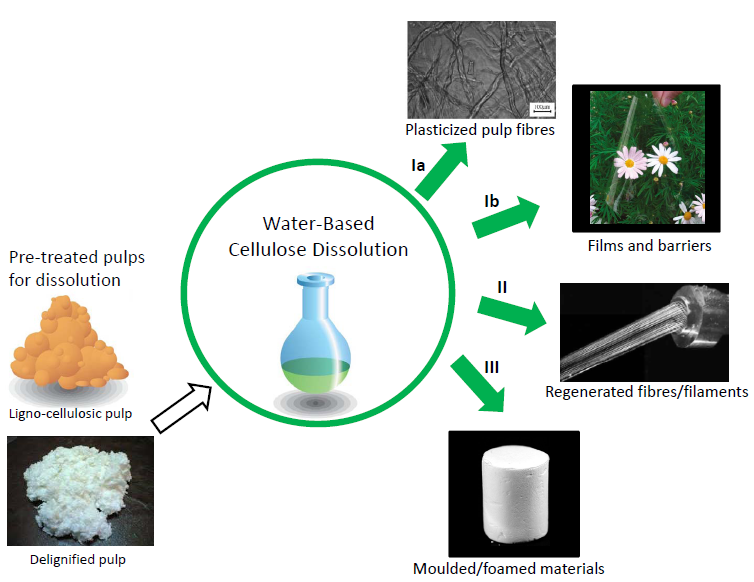 Pre-treated pulps
for dissolution
Ligno-cellulosic pulp
Delignified pulp
Water-Based
Cellulose Dissolution
Ia
100µm
Plasticized pulp fibres
Ib
Films and barriers
II
Regenerated fibres/filaments
III
Moulded/foamed materials